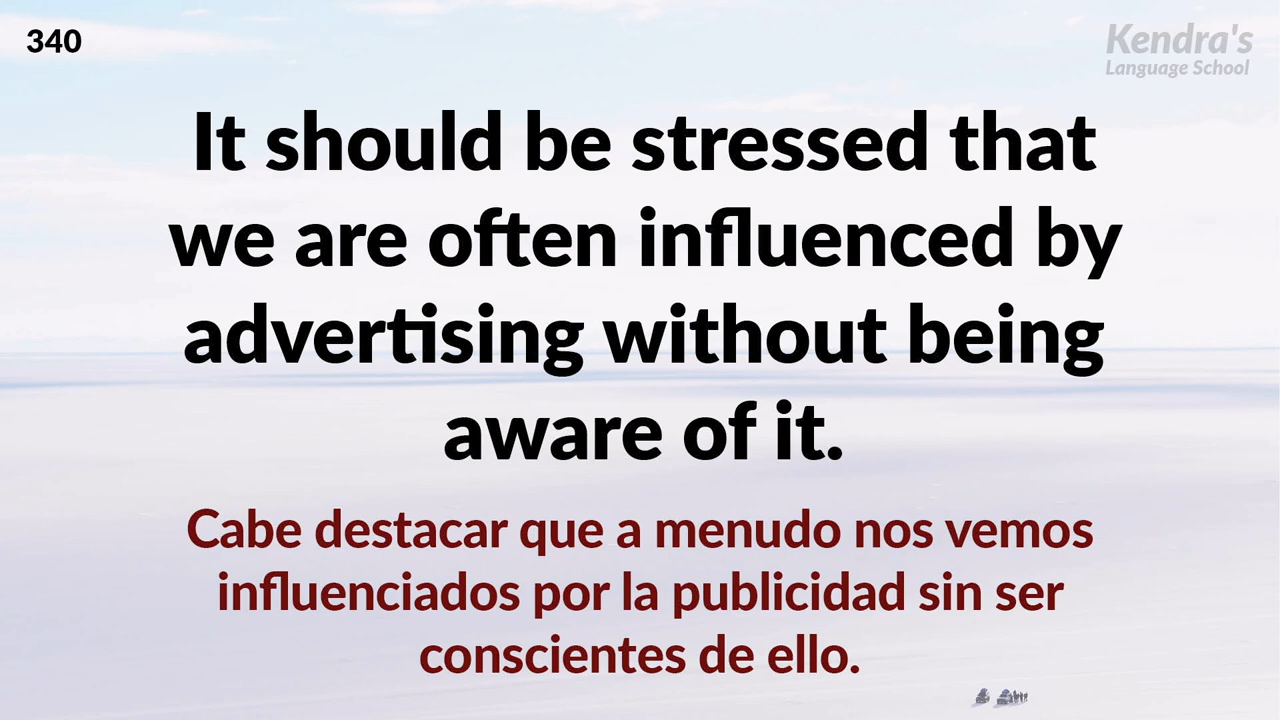 340
Kendra's
Language School
It should be stressed that
we are often influenced by
advertising without being
aware of it.
Cabe destacar que a menudo nos vemos
influenciados por la publicidad sin ser
conscientes de ello.